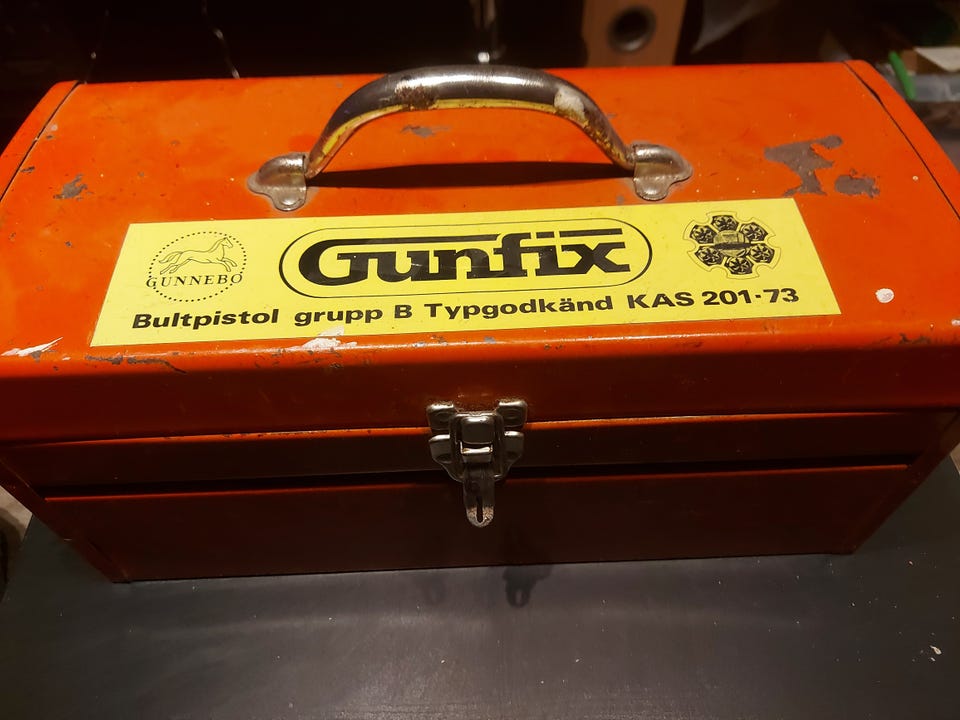 GUNNEBO
Gunfix
Bultpistol grupp B Typgodkänd KAS 201·73